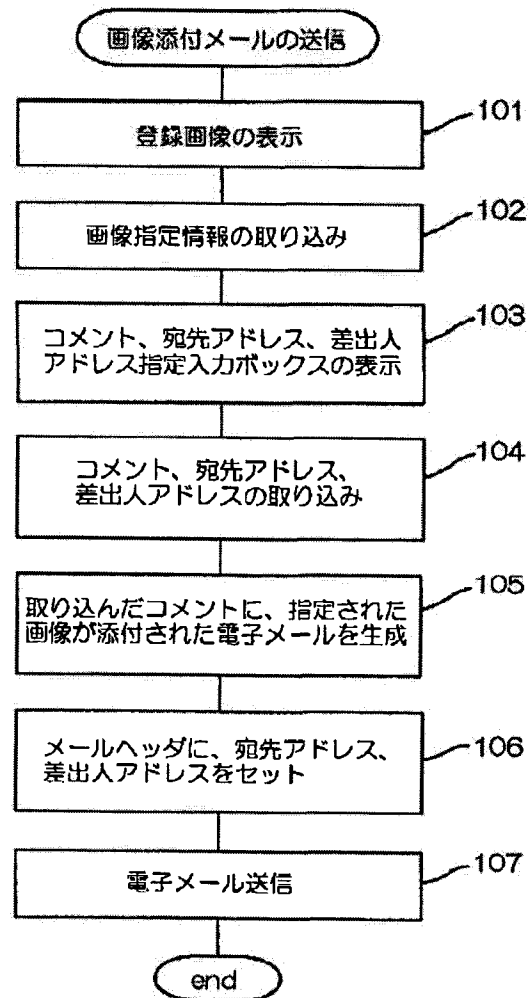 画像添付メールの送信
登録画像の表示
101
画像指定情報の取り込み
102
コメント、宛先アドレス、差出人
アドレス指定入力ボックスの表示
103
コメント、宛先アドレス、
差出人アドレスの取り込み
104
取り込んだコメントに、指定された
画像が添付された電子メールを生成
105
メールヘッダに、宛先アドレス、
差出人アドレスをセット
106
電子メール送信
107
end